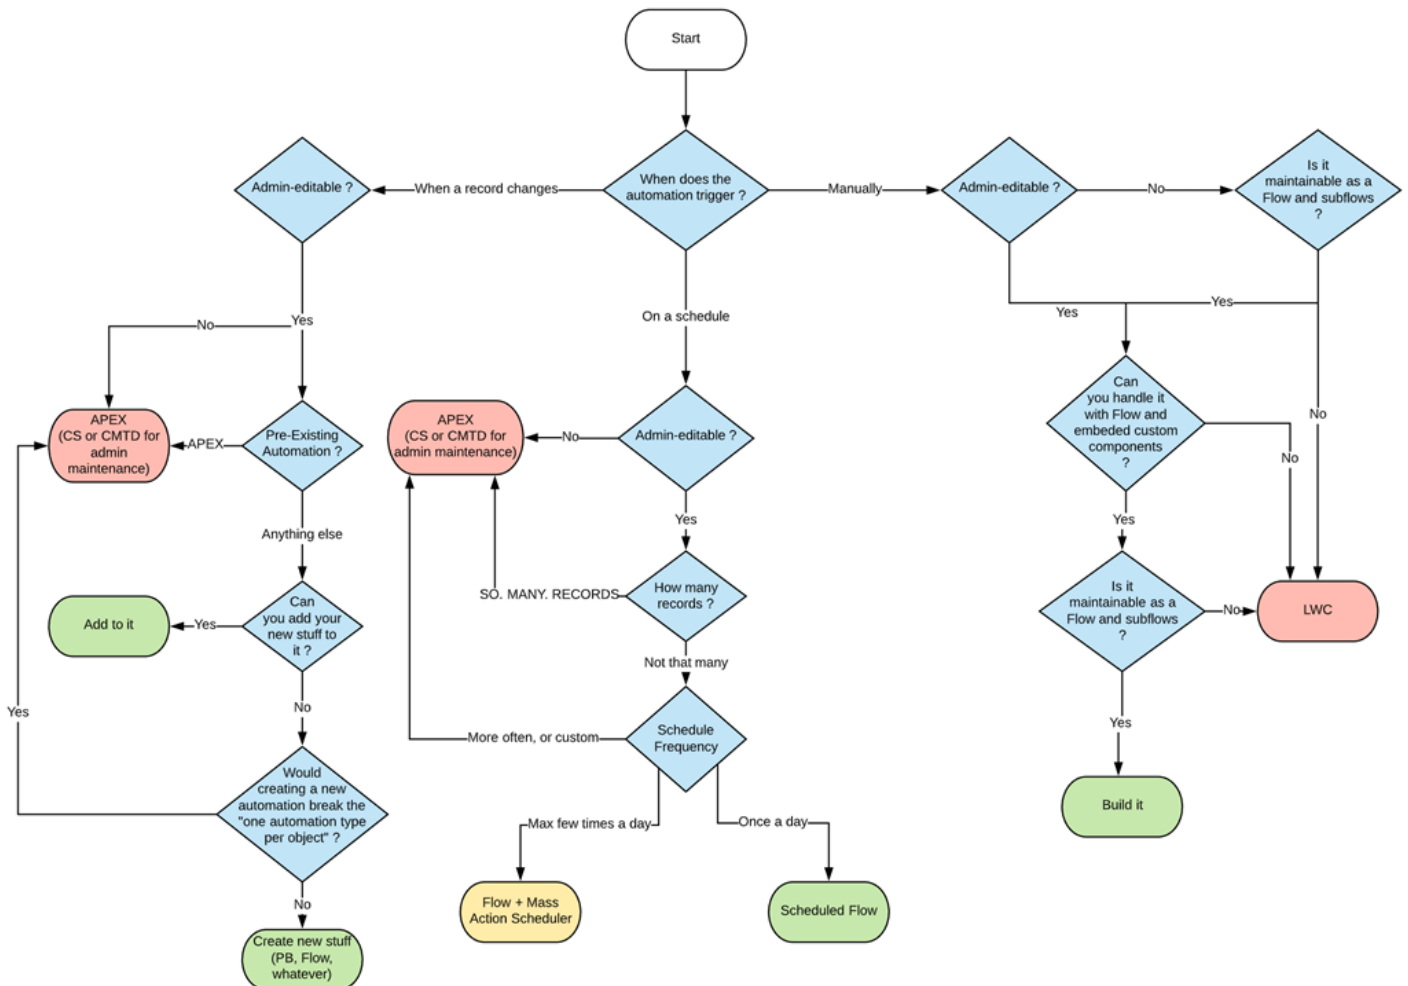 Start
When does the
automation trigger ?
When a record changes
Manually
On a schedule
Admin-editable ?
No
Yes
APEX
(CS or CMTD for
admin
maintenance)
APEX
Pre-Existing
Automation ?
Anything else
Can
you add your
new stuff to
it ?
Yes
Add to it
No
Would
creating a new
automation break the
"one automation type
per object" ?
Yes
No
Create new stuff
(PB, Flow,
whatever)
Admin-editable ?
No
APEX
(CS or CMTD for
admin maintenance)
Yes
How many
records ?
SO. MANY. RECORDS
Not that many
Schedule
Frequency
More often, or custom
Max few times a day
Once a day
Flow + Mass
Action Scheduler
Scheduled Flow
Admin-editable ?
No
Is it
maintainable as a
Flow and subflows
?
Yes
Yes
No
Can
you handle it
with Flow and
embeded custom
components
?
No
Yes
Is it
maintainable as a
Flow and subflows
?
No
LWC
Yes
Build it